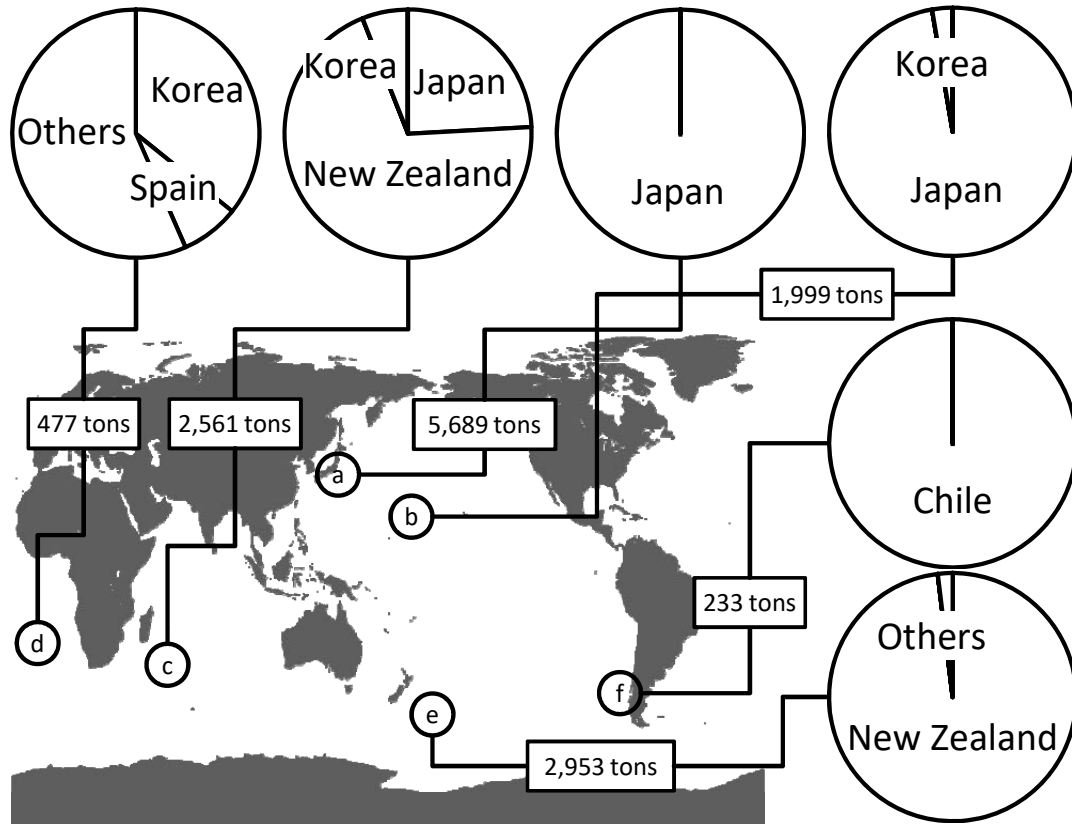 Korea
Others
Spain
Korea
Japan
New Zealand
Japan
Korea
Japan
1,999 tons
477 tons
2,561 tons
5,689 tons
a
b
Chile
233 tons
d
c
f
e
Others
New Zealand
2,953 tons